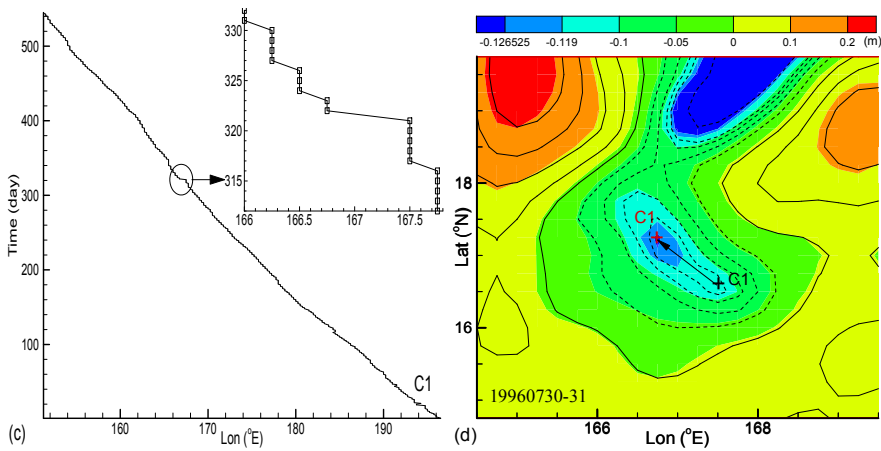 500
400
300
200
100
Time (day)
160
170
180
190
Lon (°E)
C1
(c)
330
325
320
315
166
166.5
167
167.5
-0.126525 -0.119 -0.1 -0.05 0 0.1 0.2 (m)
18
16
Lat (°N)
C1
C1
19960730-31
166
168
Lon (°E)
(d)